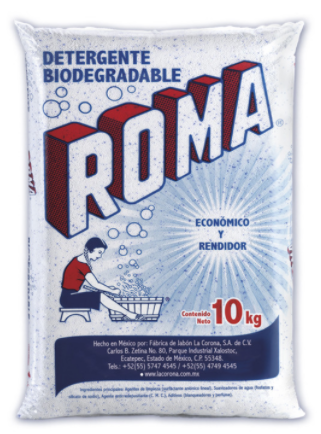 DETERGENTE
BIODEGRADABLE
ROMA®
ECONÓMICO
Y
RENDIDOR
Contenido
Neto 10 kg
Hecho en México por: Fábrica de Jabón La Corona, S.A. de C.V.
Carlos B. Zetina No. 80, Parque Industrial Xalostoc,
Ecatepec, Estado de México, C.P. 55348.
Tels.: +52(55) 5747 4545 / +52(55) 4749 4545
www.lacorona.com.mx